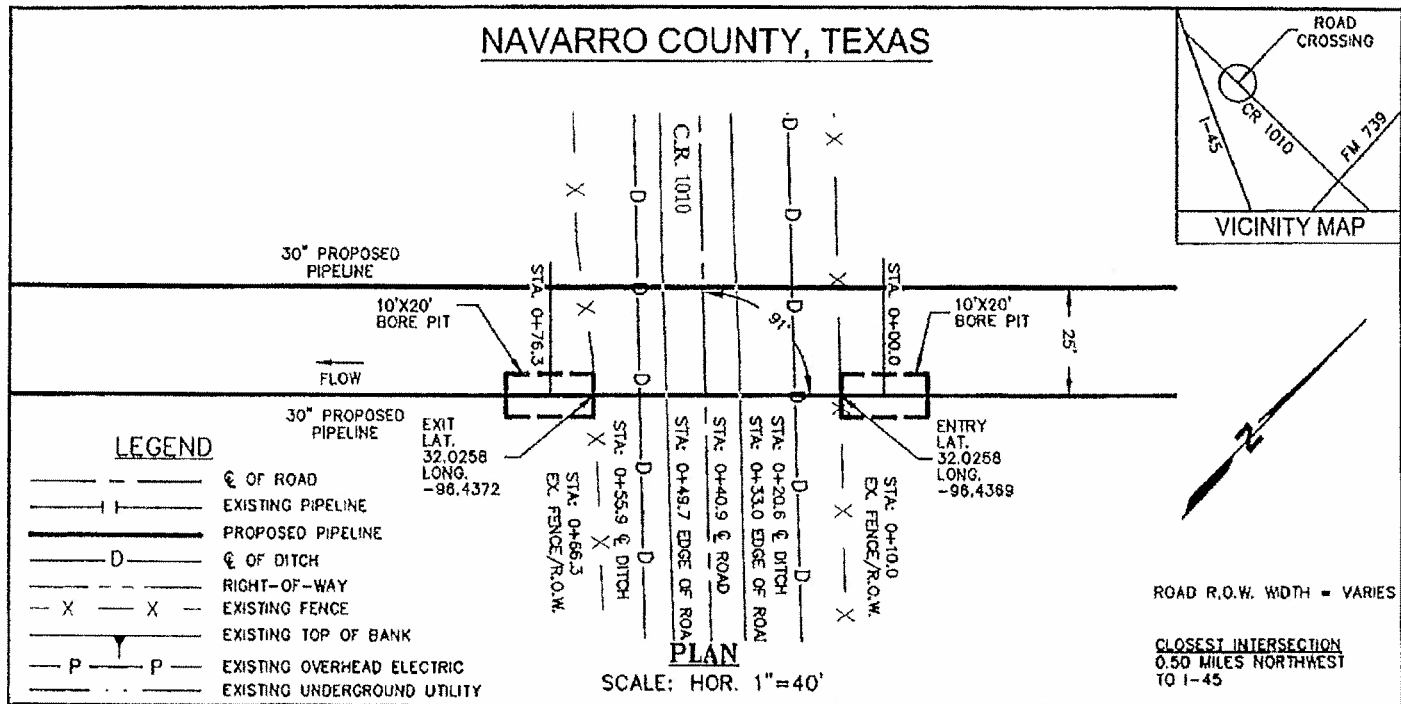 NAVARRO COUNTY, TEXAS
ROAD
CROSSING
I-45
CR 1010
FM 739
VICINITY MAP
C.R. 1010
30" PROPOSED
PIPELINE
10'X20'
BORE PIT
STA. 0+76.3
91°
STA. 0+00.0
10'X20'
BORE PIT
25'
FLOW
30" PROPOSED
PIPELINE
EXIT
LAT.
32.0258
LONG.
-96.4372
STA: 0+66.3
EX. FENCE/R.O.W.
STA: 0+55.9 ℄ DITCH
STA: 0+49.7 EDGE OF ROA
STA: 0+40.9 ℄ ROAD
STA: 0+33.0 EDGE OF ROA
STA: 0+20.6 ℄ DITCH
STA: 0+10.0
EX. FENCE/R.O.W.
ENTRY
LAT.
32.0258
LONG.
-96.4369
N
LEGEND
℄ OF ROAD
EXISTING PIPELINE
PROPOSED PIPELINE
D ℄ OF DITCH
RIGHT-OF-WAY
X X EXISTING FENCE
EXISTING TOP OF BANK
P P EXISTING OVERHEAD ELECTRIC
EXISTING UNDERGROUND UTILITY
PLAN
SCALE: HOR. 1"=40'
ROAD R.O.W. WIDTH = VARIES
CLOSEST INTERSECTION
0.50 MILES NORTHWEST
TO I-45